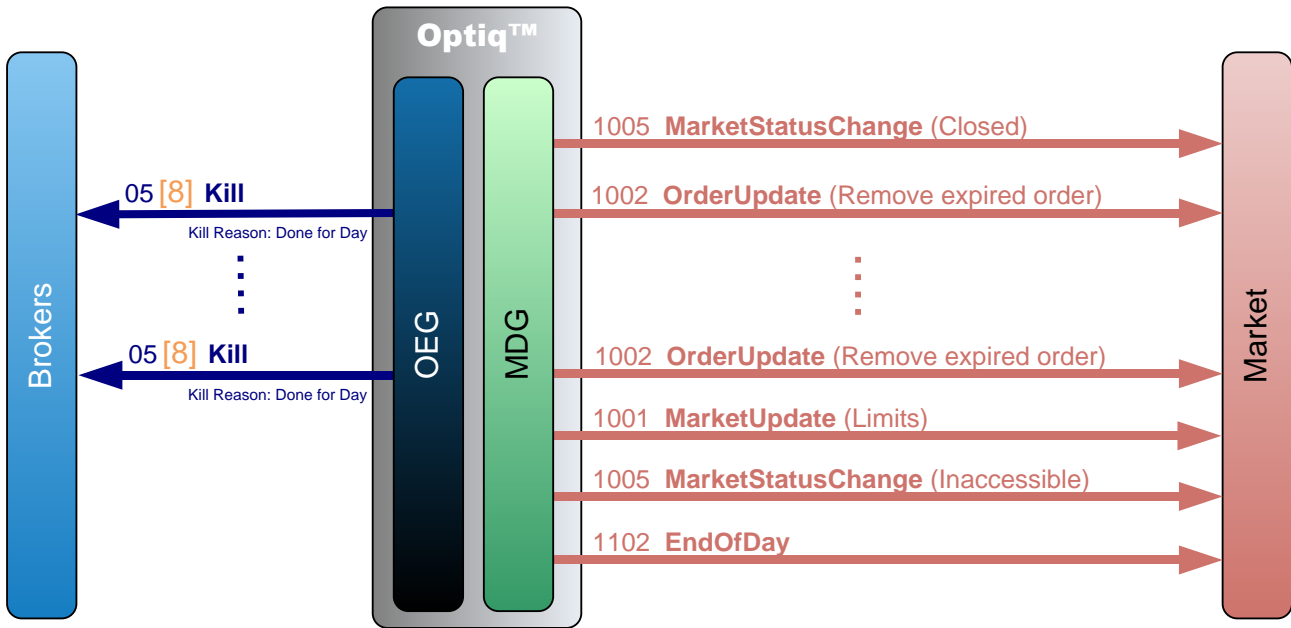 Optiq™
1005 MarketStatusChange (Closed)
05 [8] Kill
1002 OrderUpdate (Remove expired order)
Kill Reason: Done for Day
Brokers
OEG
MDG
Market
05 [8] Kill
1002 OrderUpdate (Remove expired order)
Kill Reason: Done for Day
1001 MarketUpdate (Limits)
1005 MarketStatusChange (Inaccessible)
1102 EndOfDay